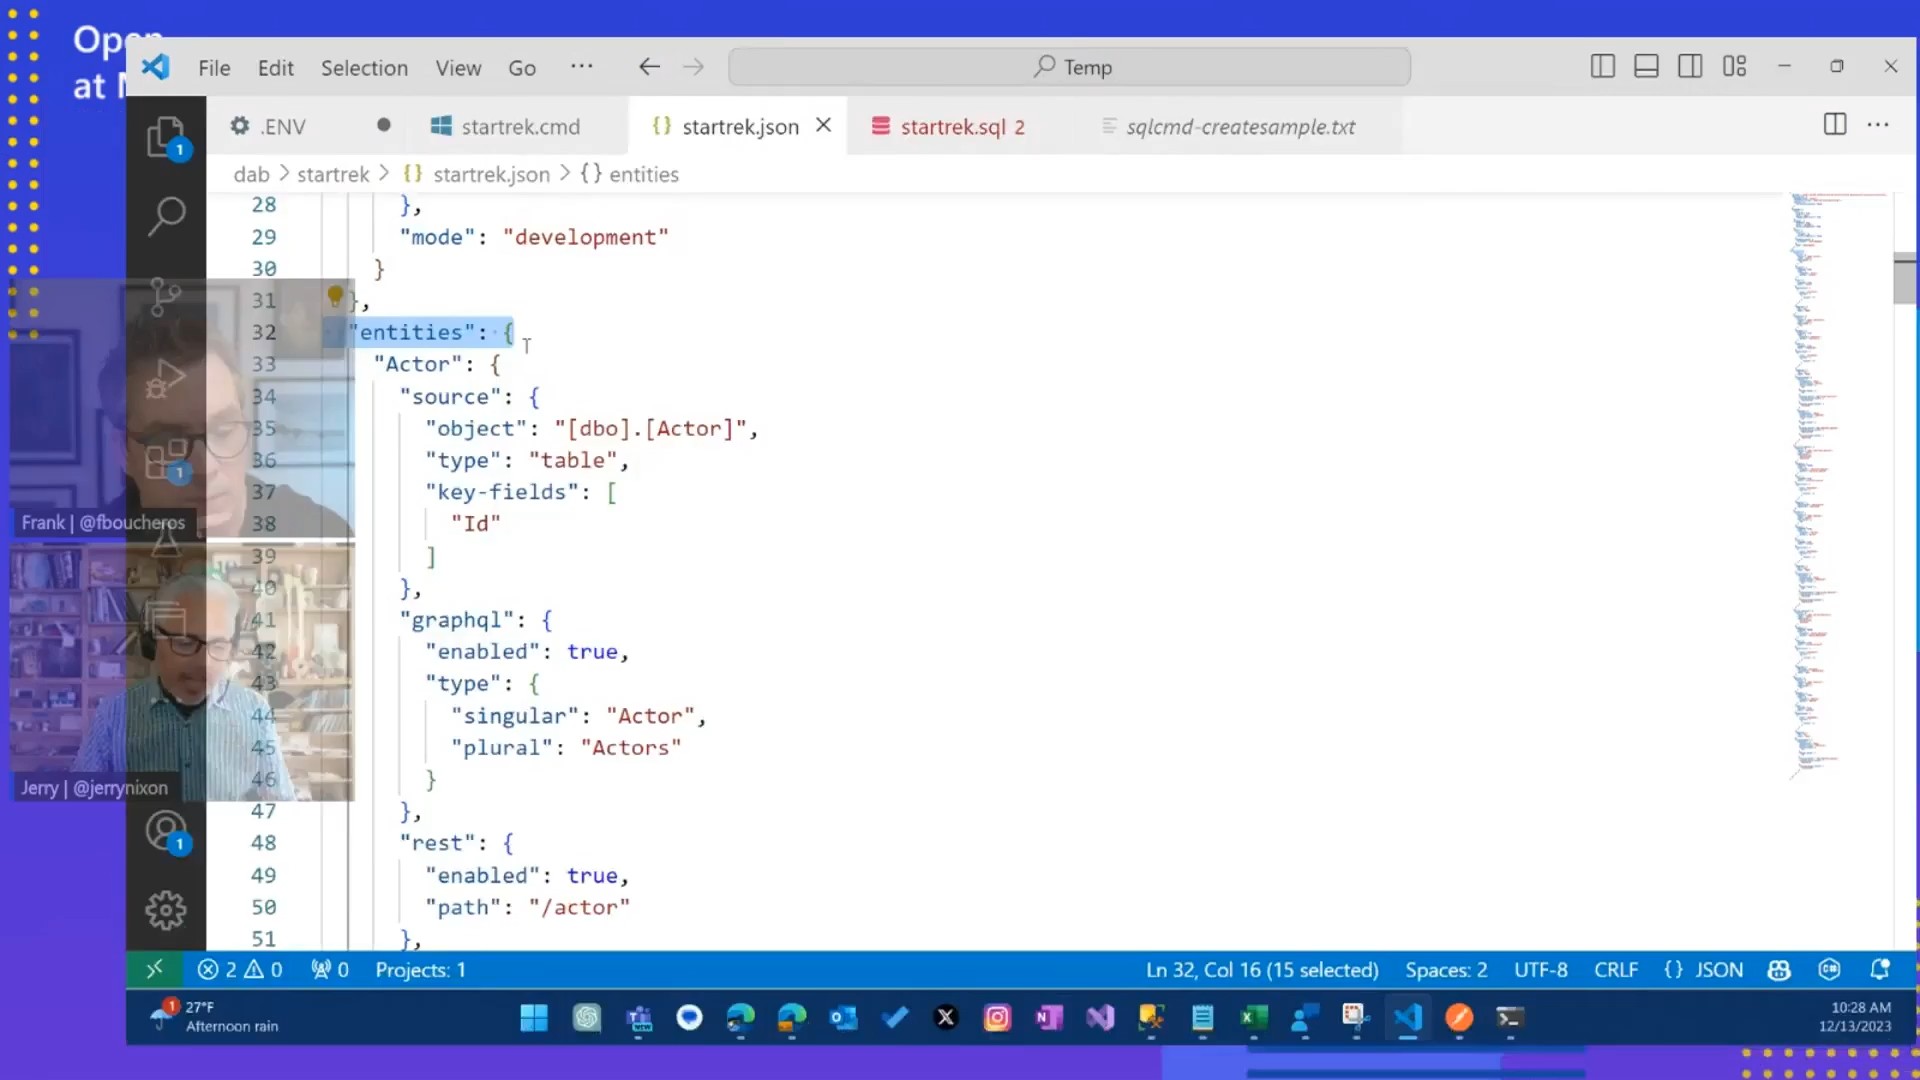 Open
at
File Edit Selection View Go ···
Temp
.ENV
startrek.cmd
startrek.json
startrek.sql 2
sqlcmd-createsample.txt
dab > startrek > {} startrek.json > {} entities
28 },
29 "mode": "development"
30 }
31 },
32 "entities": {
33 "Actor": {
34 "source": {
35 "object": "[dbo].[Actor]",
36 "type": "table",
37 "key-fields": [
38 "Id"
39 ]
40 },
41 "graphql": {
42 "enabled": true,
43 "type": {
44 "singular": "Actor",
45 "plural": "Actors"
46 }
47 },
48 "rest": {
49 "enabled": true,
50 "path": "/actor"
51 },
1
1
1
Frank | @fboucheros
Jerry | @jerrynixon
2 0 0 Projects: 1
Ln 32, Col 16 (15 selected) Spaces: 2 UTF-8 CRLF {} JSON
1
27°F
Afternoon rain
10:28 AM
12/13/2023